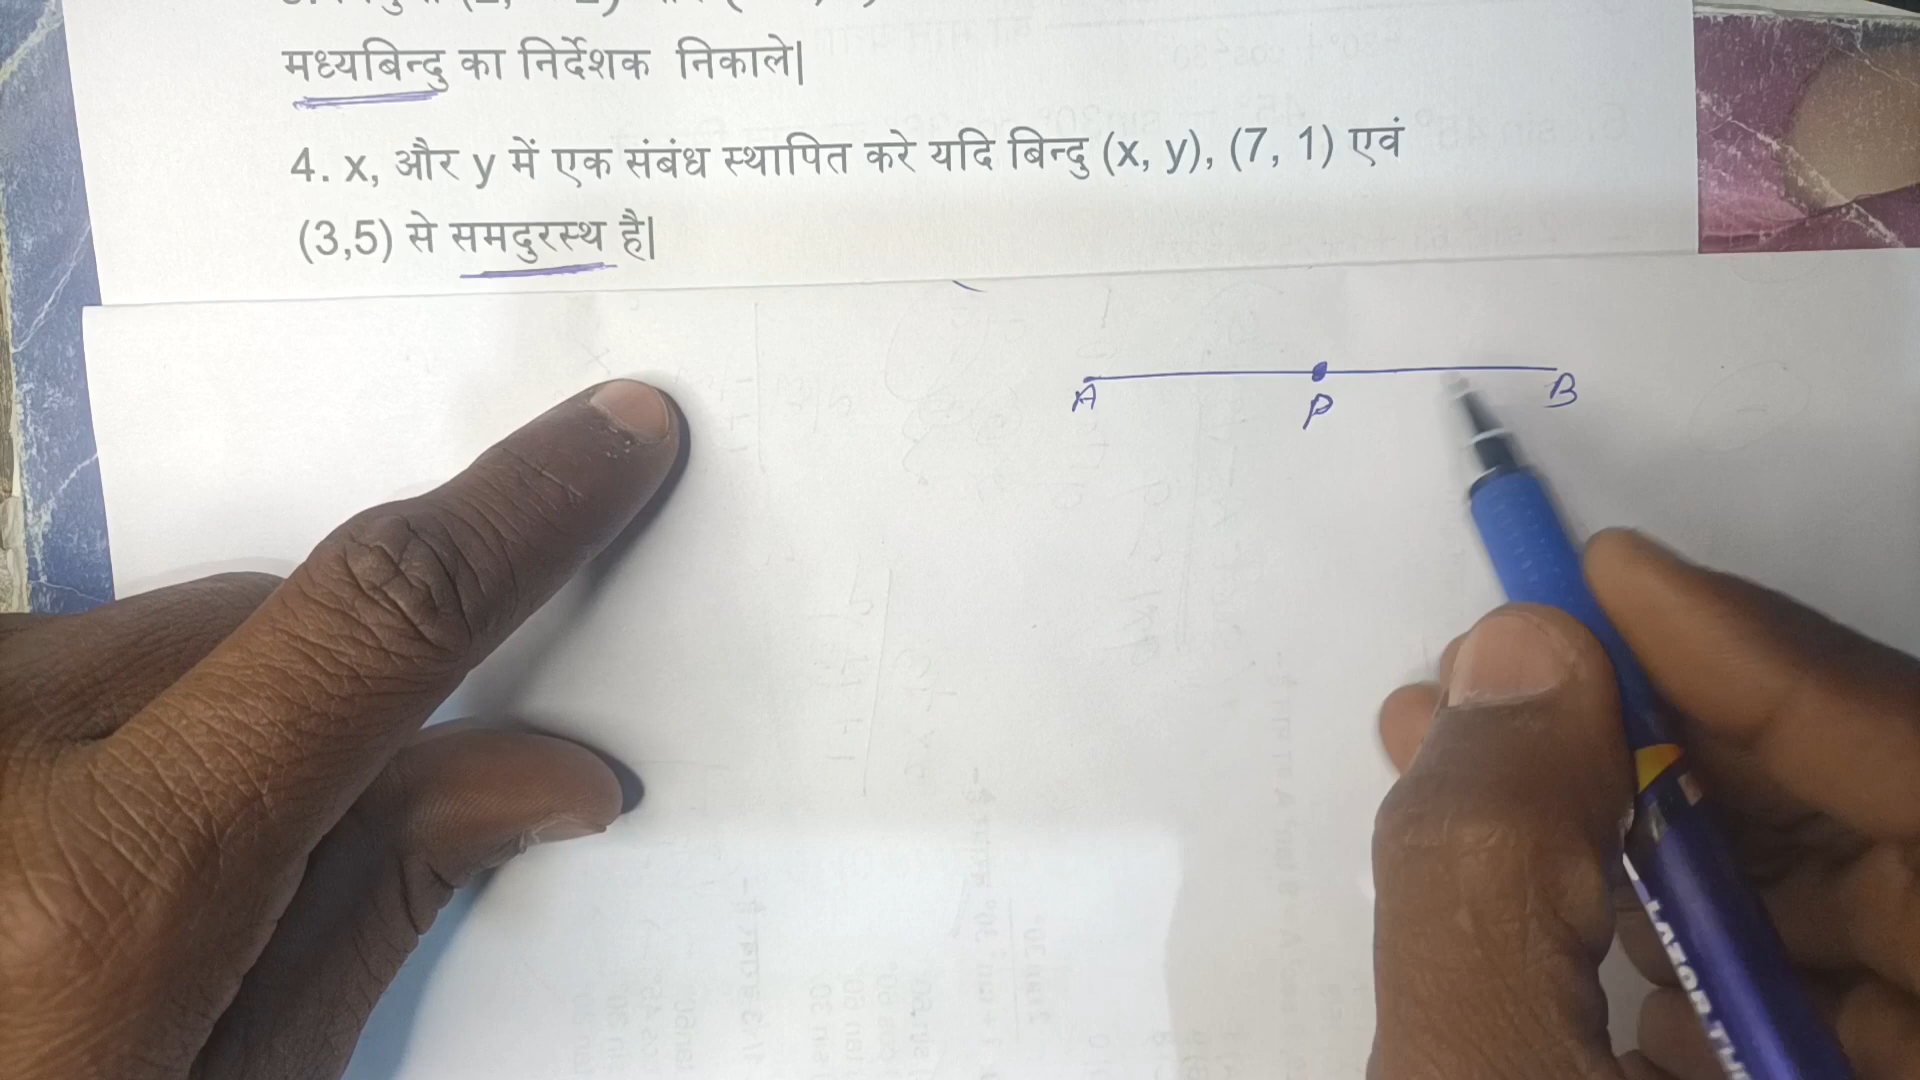 मध्यबिन्दु का निर्देशक निकाले|
4. x, और y में एक संबंध स्थापित करे यदि बिन्दु (x, y), (7, 1) एवं
(3,5) से समदुरस्थ है|
A P B